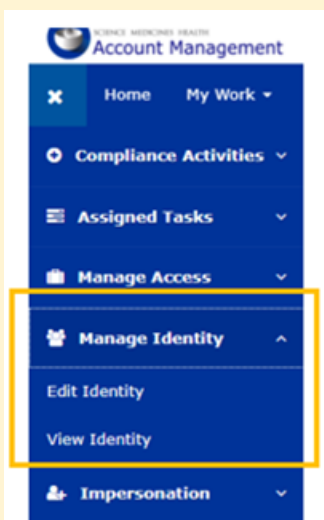 SCIENCE MEDICINES HEALTH
Account Management
Home My Work
Compliance Activities
Assigned Tasks
Manage Access
Manage Identity
Edit Identity
View Identity
Impersonation